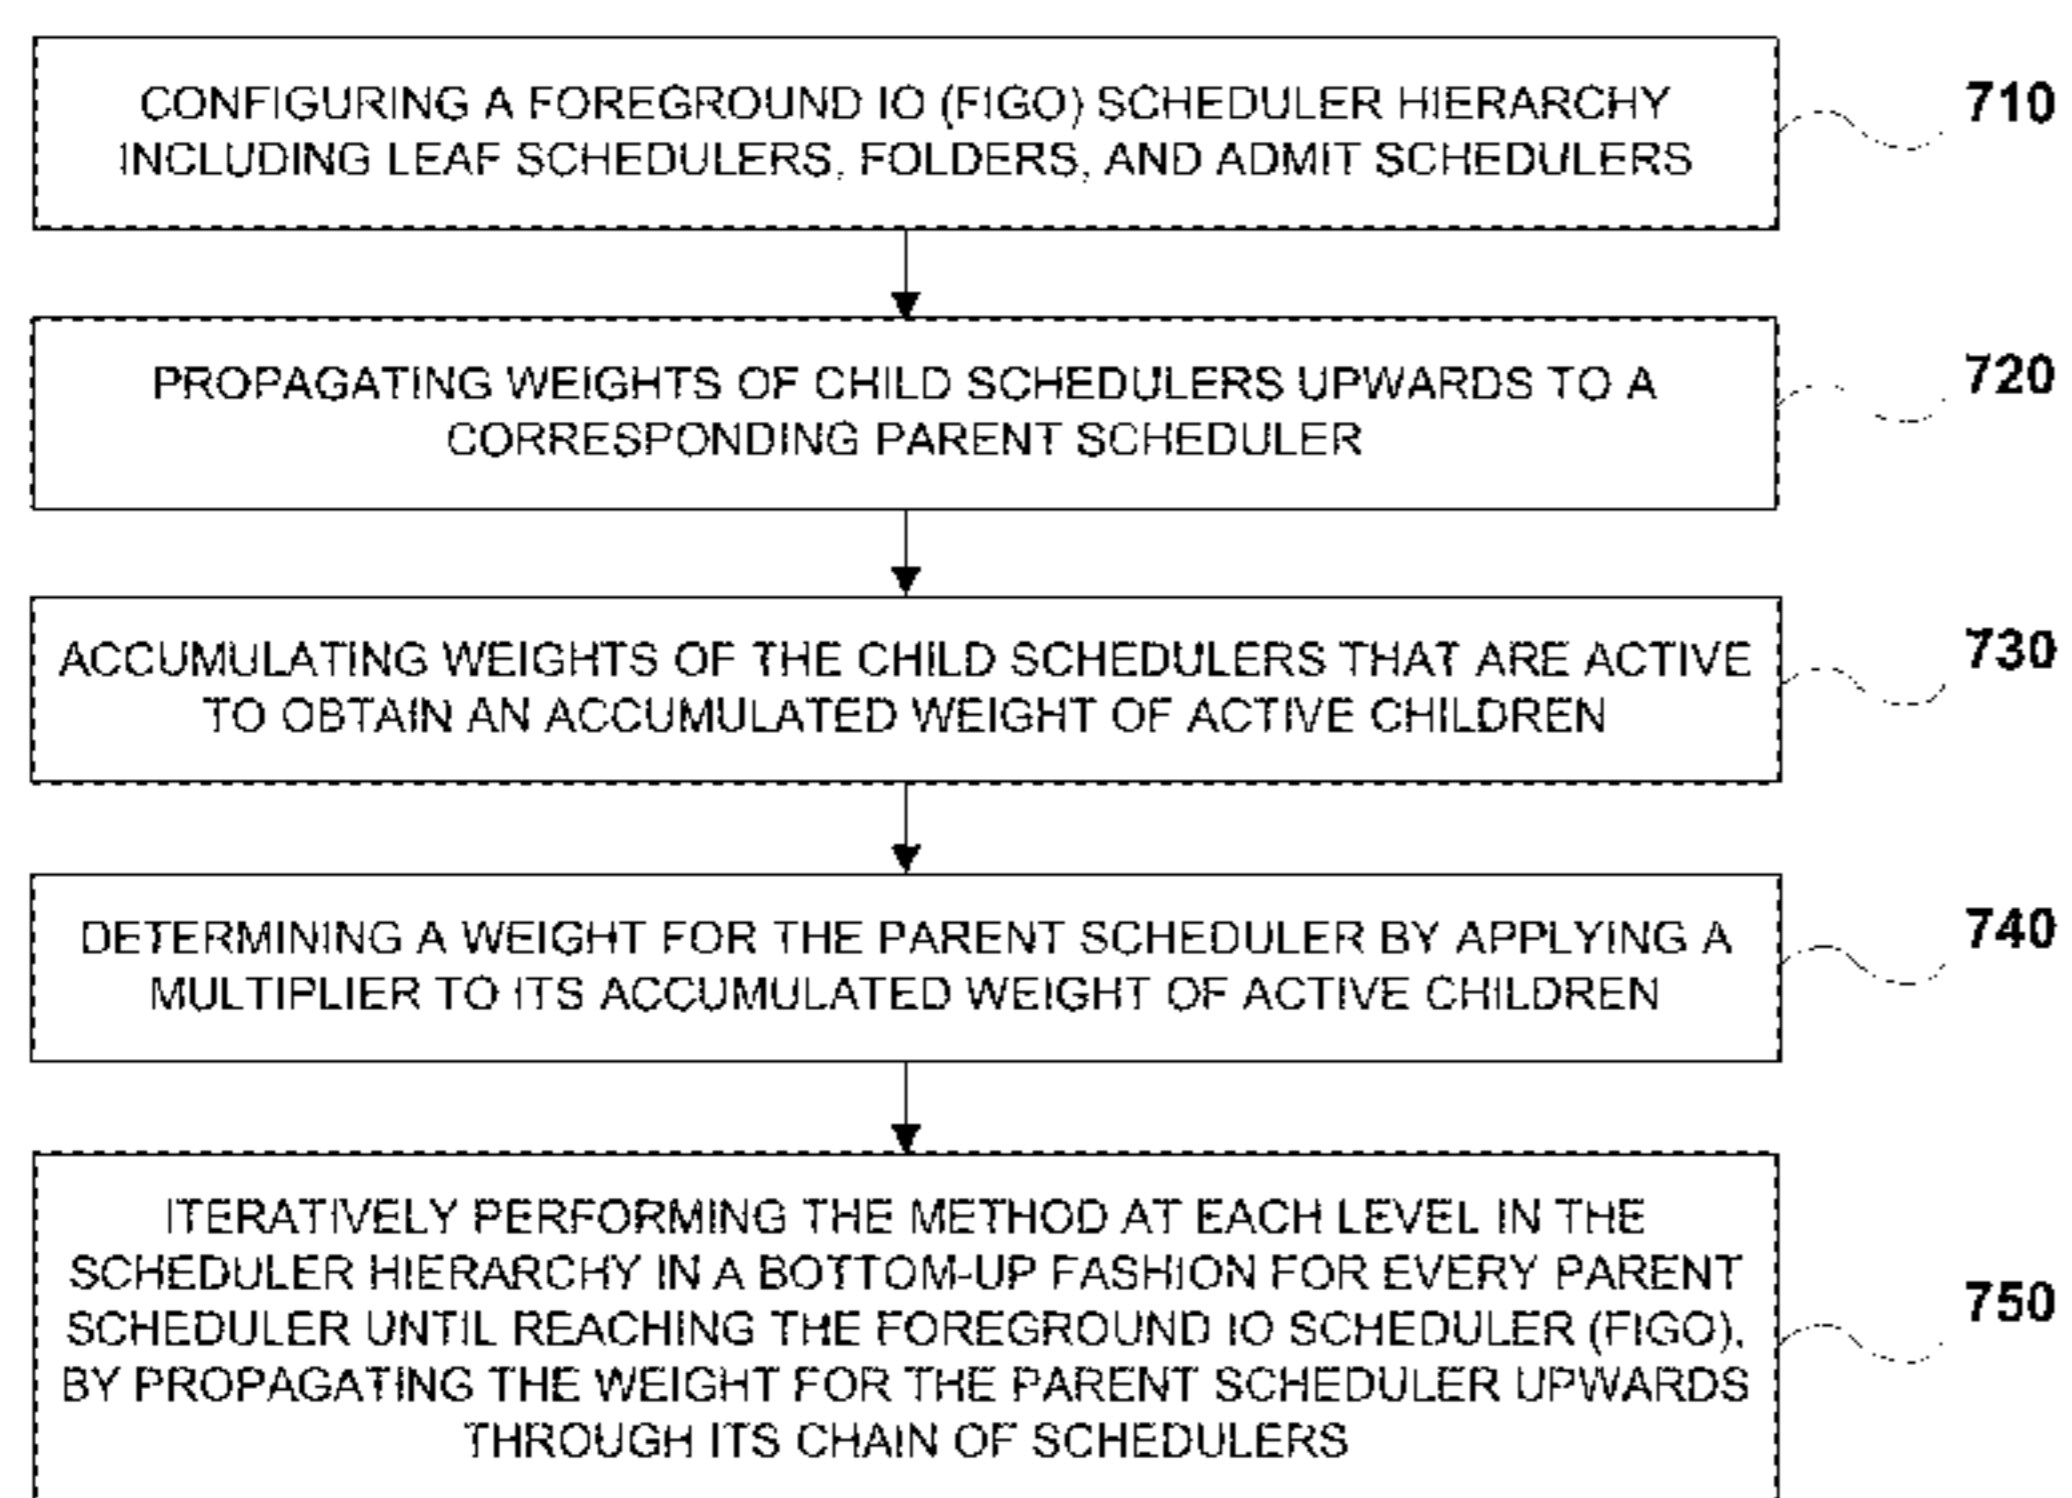 CONFIGURING A FOREGROUND IO (FIGO) SCHEDULER HIERARCHY
INCLUDING LEAF SCHEDULERS, FOLDERS, AND ADMIT SCHEDULERS
710
PROPAGATING WEIGHTS OF CHILD SCHEDULERS UPWARDS TO A
CORRESPONDING PARENT SCHEDULER
720
ACCUMULATING WEIGHTS OF THE CHILD SCHEDULERS THAT ARE ACTIVE
TO OBTAIN AN ACCUMULATED WEIGHT OF ACTIVE CHILDREN
730
DETERMINING A WEIGHT FOR THE PARENT SCHEDULER BY APPLYING A
MULTIPLIER TO ITS ACCUMULATED WEIGHT OF ACTIVE CHILDREN
740
ITERATIVELY PERFORMING THE METHOD AT EACH LEVEL IN THE
SCHEDULER HIERARCHY IN A BOTTOM-UP FASHION FOR EVERY PARENT
SCHEDULER UNTIL REACHING THE FOREGROUND IO SCHEDULER (FIGO),
BY PROPAGATING THE WEIGHT FOR THE PARENT SCHEDULER UPWARDS
THROUGH ITS CHAIN OF SCHEDULERS
750